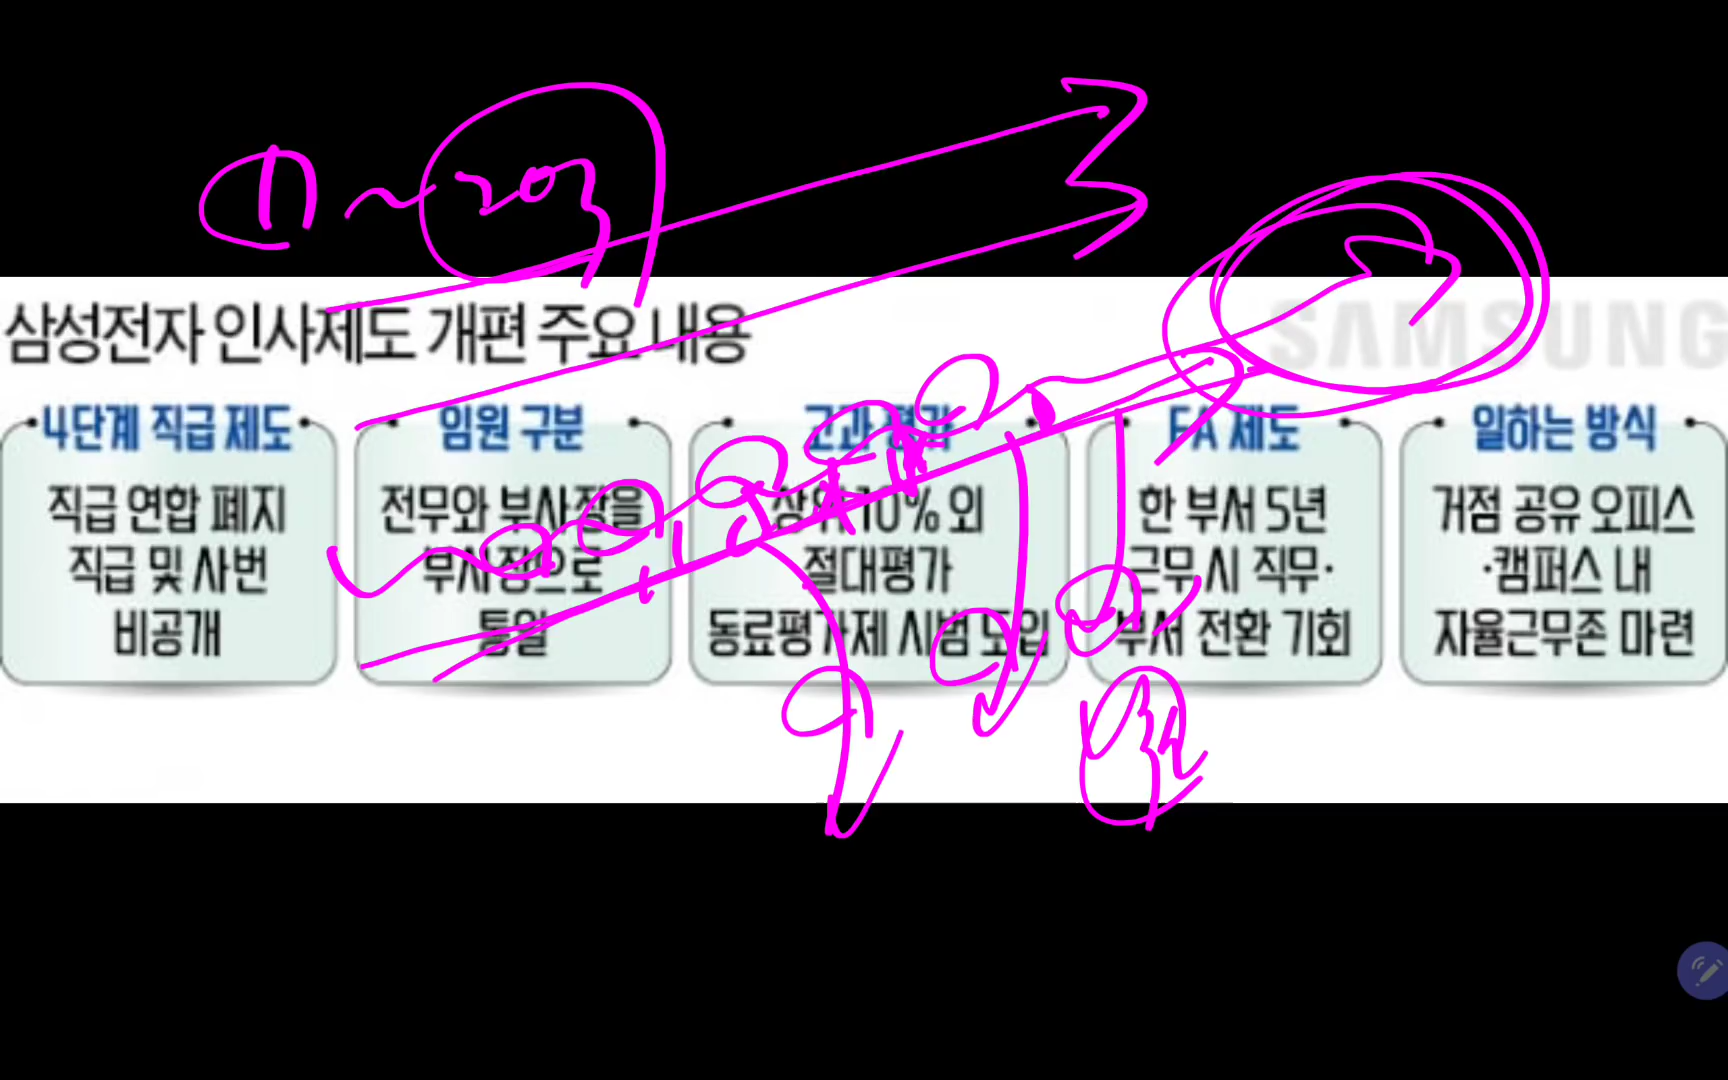 삼성전자 인사제도 개편 주요 내용
SAMSUNG
4단계 직급 제도
직급 연합 폐지
직급 및 사번
비공개
임원 구분
전무와 부사장을
부사장으로
통일
고과 평가
상위 10% 외
절대평가
동료평가제 시범 도입
FA 제도
한 부서 5년
근무 시 직무·
부서 전환 기회
일하는 방식
거점 공유 오피스
·캠퍼스 내
자율근무존 마련